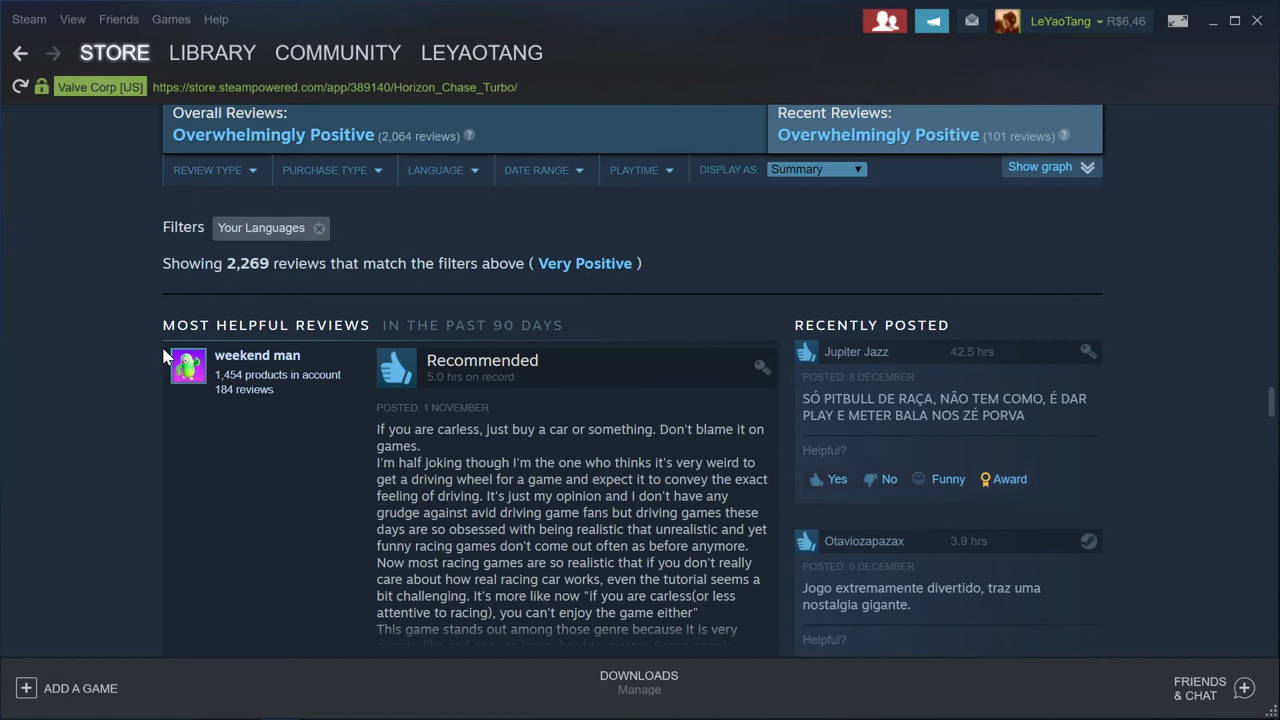 Steam View Friends Games Help
LeYaoTang R$6,46
STORE LIBRARY COMMUNITY LEYAOTANG
Valve Corp [US] https://store.steampowered.com/app/389140/Horizon_Chase_Turbo/
Overall Reviews:
Overwhelmingly Positive (2,064 reviews) ?
Recent Reviews:
Overwhelmingly Positive (101 reviews) ?
REVIEW TYPE PURCHASE TYPE LANGUAGE DATE RANGE PLAYTIME DISPLAY AS: Summary Show graph
Filters Your Languages
Showing 2,269 reviews that match the filters above ( Very Positive )
MOST HELPFUL REVIEWS IN THE PAST 90 DAYS
weekend man
1,454 products in account
184 reviews
Recommended
5.0 hrs on record
POSTED: 1 NOVEMBER
If you are carless, just buy a car or something. Don't blame it on
games.
I'm half joking though I'm the one who thinks it's very weird to
get a driving wheel for a game and expect it to convey the exact
feeling of driving. It's just my opinion and I don't have any
grudge against avid driving game fans but driving games these
days are so obsessed with being realistic that unrealistic and yet
funny racing games don't come out often as before anymore.
Now most racing games are so realistic that if you don't really
care about how real racing car works, even the tutorial seems a
bit challenging. It's more like now "if you are carless(or less
attentive to racing), you can't enjoy the game either"
This game stands out among those genre because it is very
RECENTLY POSTED
Jupiter Jazz 42.5 hrs
POSTED: 8 DECEMBER
SÓ PITBULL DE RAÇA, NÃO TEM COMO, É DAR
PLAY E METER BALA NOS ZÉ PORVA
Helpful?
Yes No Funny Award
Otaviozapazax 3.9 hrs
POSTED: 6 DECEMBER
Jogo extremamente divertido, traz uma
nostalgia gigante.
Helpful?
ADD A GAME
DOWNLOADS
Manage
FRIENDS
& CHAT